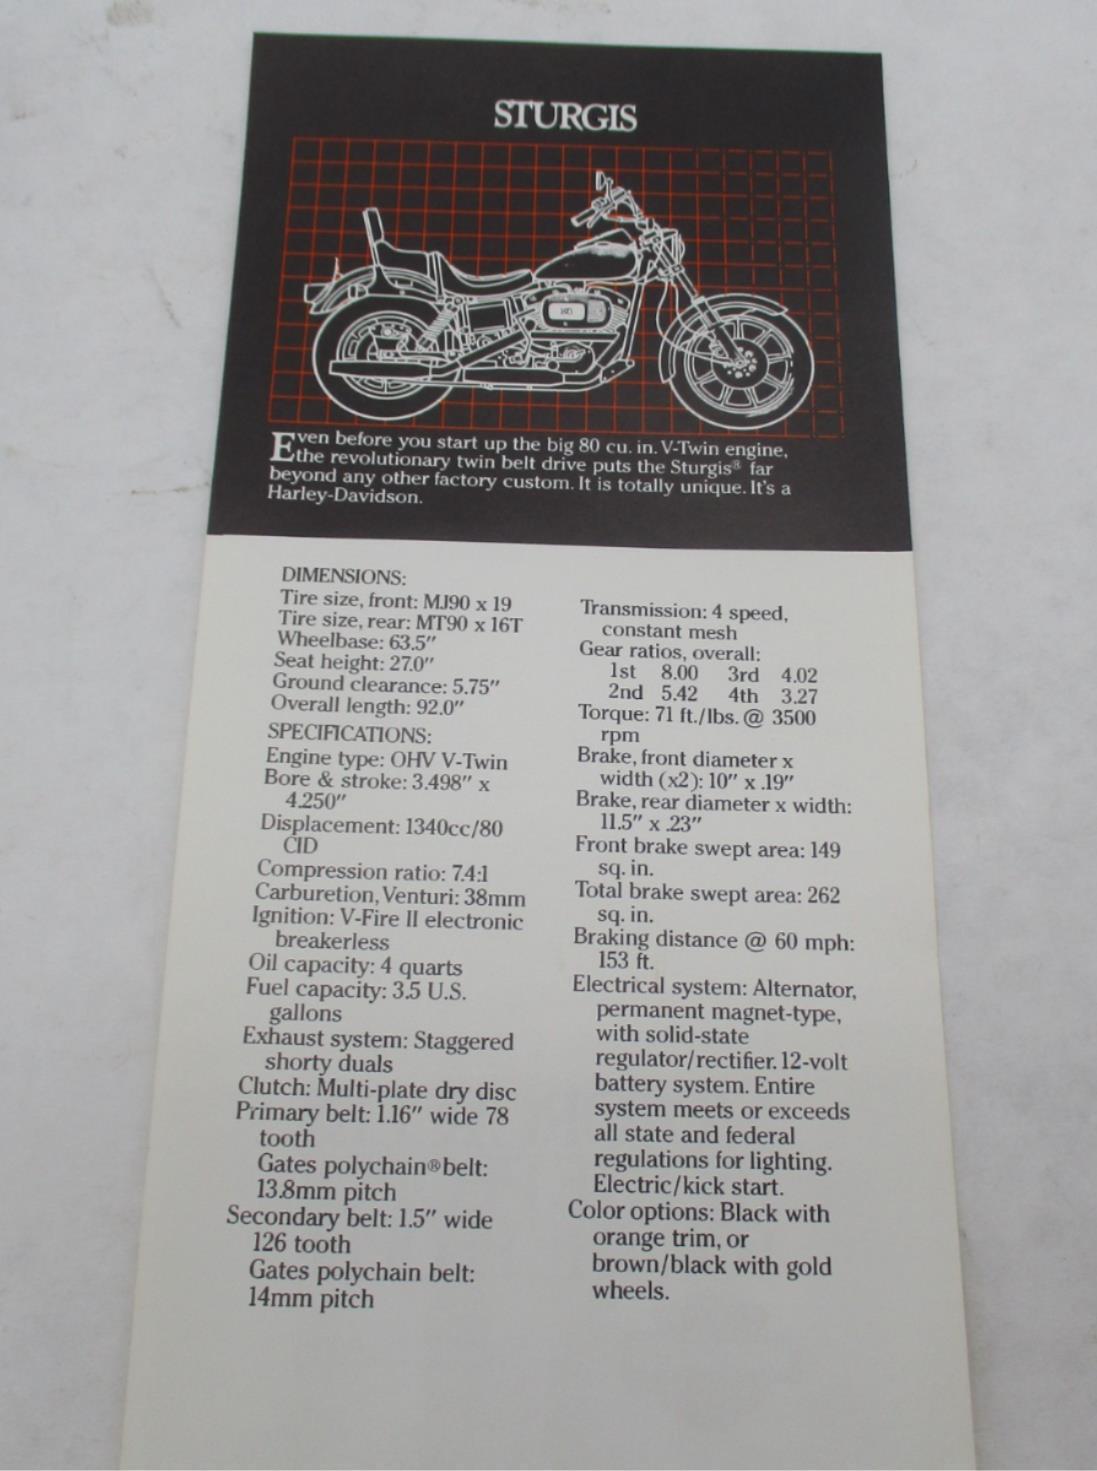 STURGIS
Even before you start up the big 80 cu. in. V-Twin engine,
the revolutionary twin belt drive puts the Sturgis® far
beyond any other factory custom. It is totally unique. It's a
Harley-Davidson.
DIMENSIONS:
Tire size, front: MJ90 x 19
Tire size, rear: MT90 x 16T
Wheelbase: 63.5"
Seat height: 27.0"
Ground clearance: 5.75"
Overall length: 92.0"
SPECIFICATIONS:
Engine type: OHV V-Twin
Bore & stroke: 3.498" x
4.250"
Displacement: 1340cc/80
CID
Compression ratio: 7.4:1
Carburetion, Venturi: 38mm
Ignition: V-Fire II electronic
breakerless
Oil capacity: 4 quarts
Fuel capacity: 3.5 U.S.
gallons
Exhaust system: Staggered
shorty duals
Clutch: Multi-plate dry disc
Primary belt: 1.16" wide 78
tooth
Gates polychain® belt:
13.8mm pitch
Secondary belt: 1.5" wide
126 tooth
Gates polychain belt:
14mm pitch
Transmission: 4 speed,
constant mesh
Gear ratios, overall:
1st 8.00 3rd 4.02
2nd 5.42 4th 3.27
Torque: 71 ft./lbs. @ 3500
rpm
Brake, front diameter x
width (x2): 10" x .19"
Brake, rear diameter x width:
11.5" x .23"
Front brake swept area: 149
sq. in.
Total brake swept area: 262
sq. in.
Braking distance @ 60 mph:
153 ft.
Electrical system: Alternator,
permanent magnet-type,
with solid-state
regulator/rectifier. 12-volt
battery system. Entire
system meets or exceeds
all state and federal
regulations for lighting.
Electric/kick start.
Color options: Black with
orange trim, or
brown/black with gold
wheels.